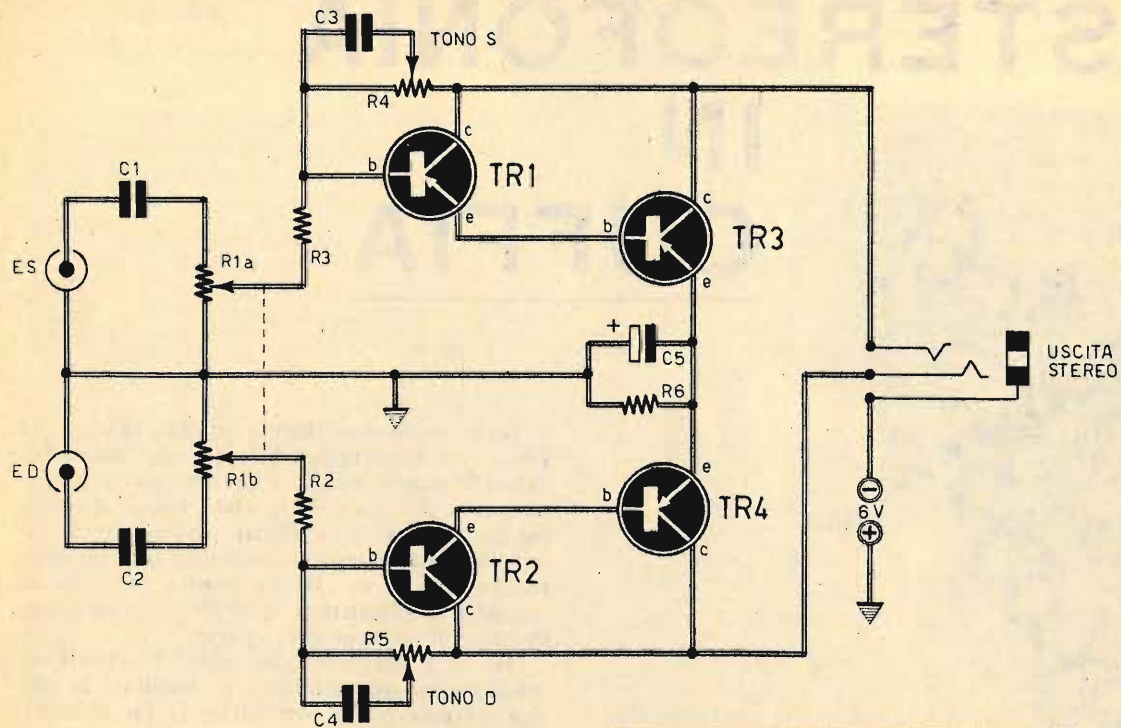 C3
TONO S
R4
c
b
TR1
e
C1
ES
R1a
R3
c
b
TR3
e
+
C5
R6
USCITA
STEREO
ED
R1b
R2
e
b
TR4
c
6V
−
+
e
b
TR2
c
C2
R5
TONO D
C4